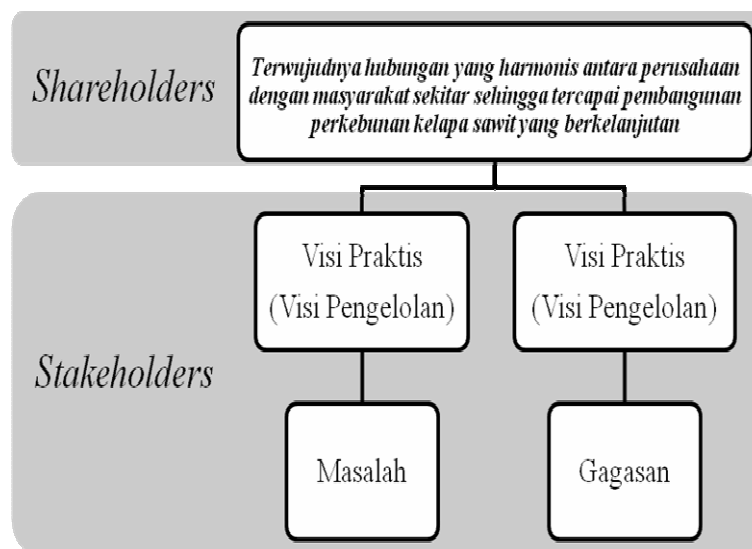 Shareholders
Terwujudnya hubungan yang harmonis antara perusahaan
dengan masyarakat sekitar sehingga tercapai pembangunan
perkebunan kelapa sawit yang berkelanjutan
Stakeholders
Visi Praktis
(Visi Pengelolan)
Visi Praktis
(Visi Pengelolan)
Masalah
Gagasan